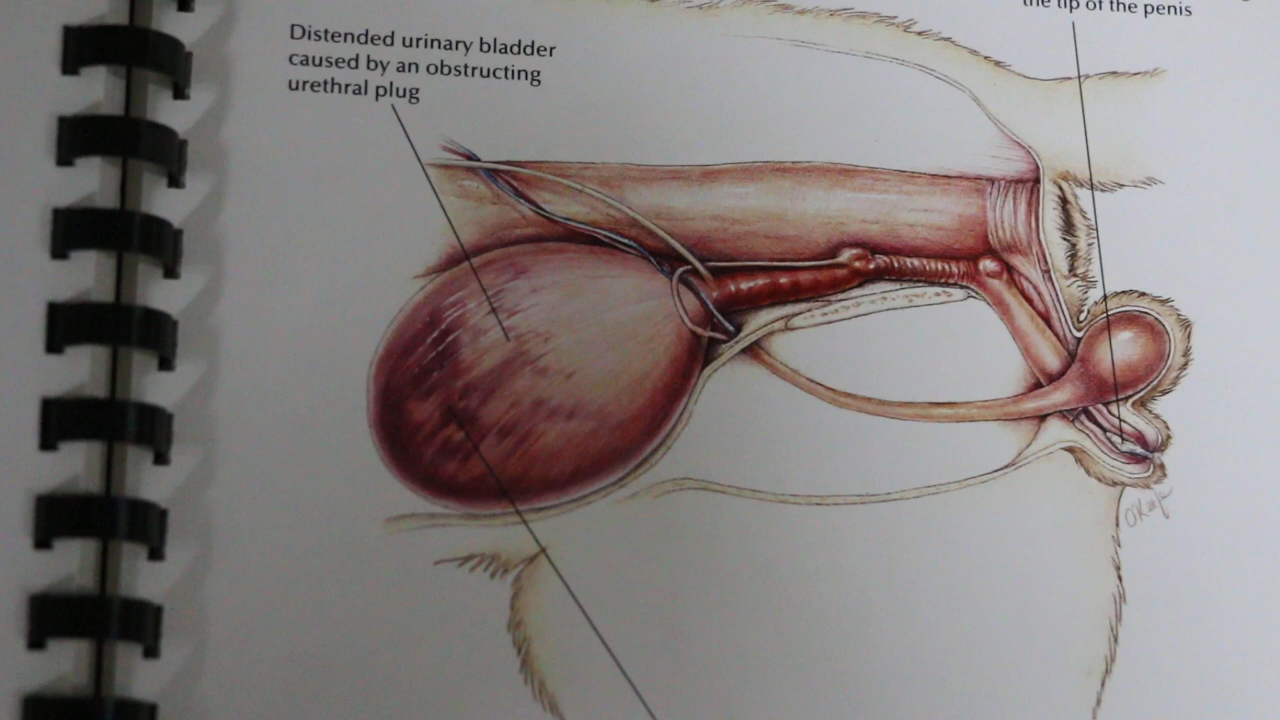 the tip of the penis
Distended urinary bladder
caused by an obstructing
urethral plug